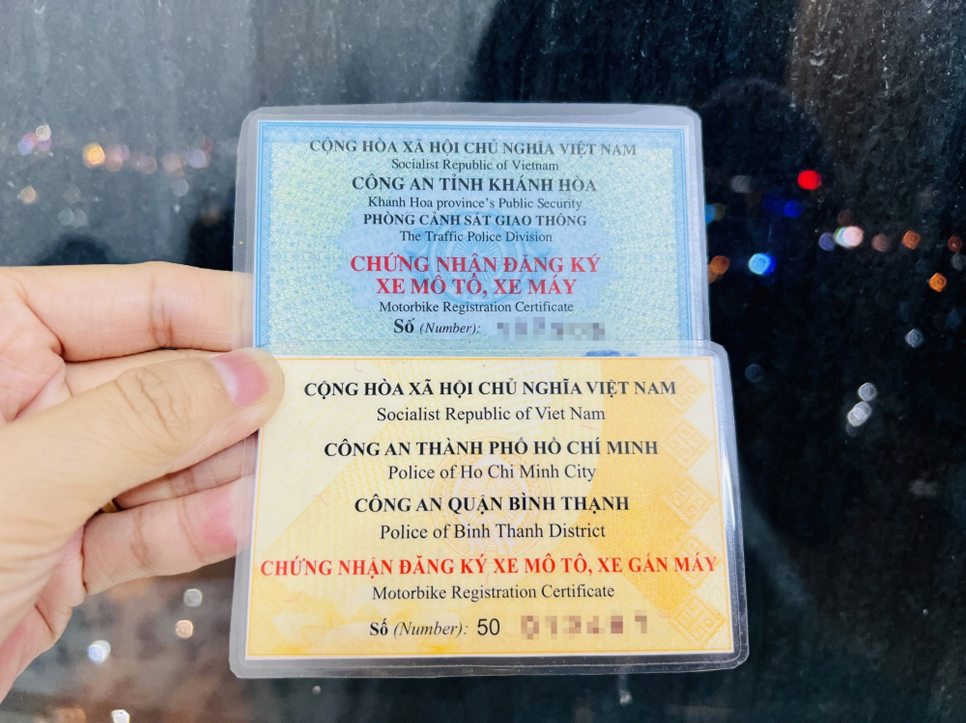 CỘNG HÒA XÃ HỘI CHỦ NGHĨA VIỆT NAM
Socialist Republic of Vietnam
CÔNG AN TỈNH KHÁNH HÒA
Khanh Hoa province's Public Security
PHÒNG CẢNH SÁT GIAO THÔNG
The Traffic Police Division
CHỨNG NHẬN ĐĂNG KÝ
XE MÔ TÔ, XE MÁY
Motorbike Registration Certificate
Số (Number):
CỘNG HÒA XÃ HỘI CHỦ NGHĨA VIỆT NAM
Socialist Republic of Viet Nam
CÔNG AN THÀNH PHỐ HỒ CHÍ MINH
Police of Ho Chi Minh City
CÔNG AN QUẬN BÌNH THẠNH
Police of Binh Thanh District
CHỨNG NHẬN ĐĂNG KÝ XE MÔ TÔ, XE GẮN MÁY
Motorbike Registration Certificate
Số (Number): 50